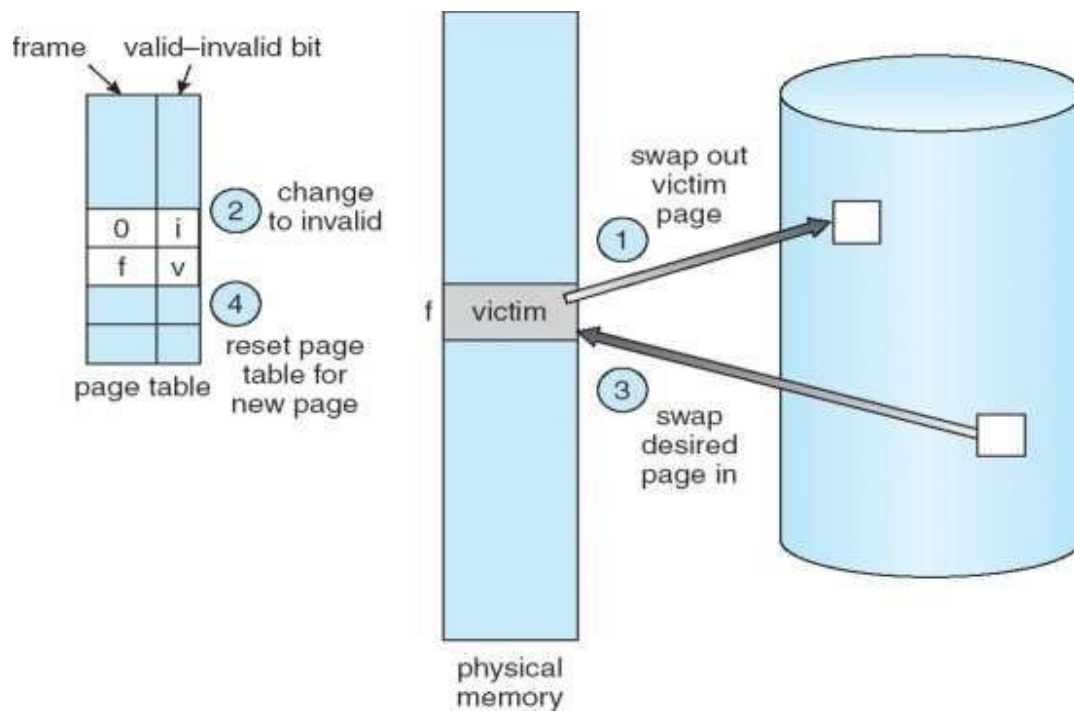 frame
valid–invalid bit
0
i
f
v
2
change
to invalid
4
reset page
table for
new page
page table
f
victim
physical
memory
1
swap out
victim
page
3
swap
desired
page in